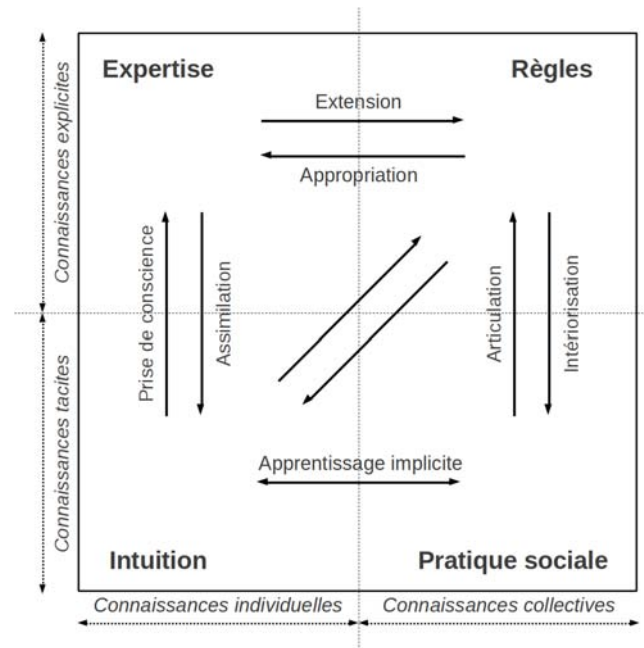 Expertise
Règles
Extension
Appropriation
Connaissances explicites
Prise de conscience
Assimilation
Articulation
Intériorisation
Connaissances tacites
Apprentissage implicite
Intuition
Pratique sociale
Connaissances individuelles
Connaissances collectives